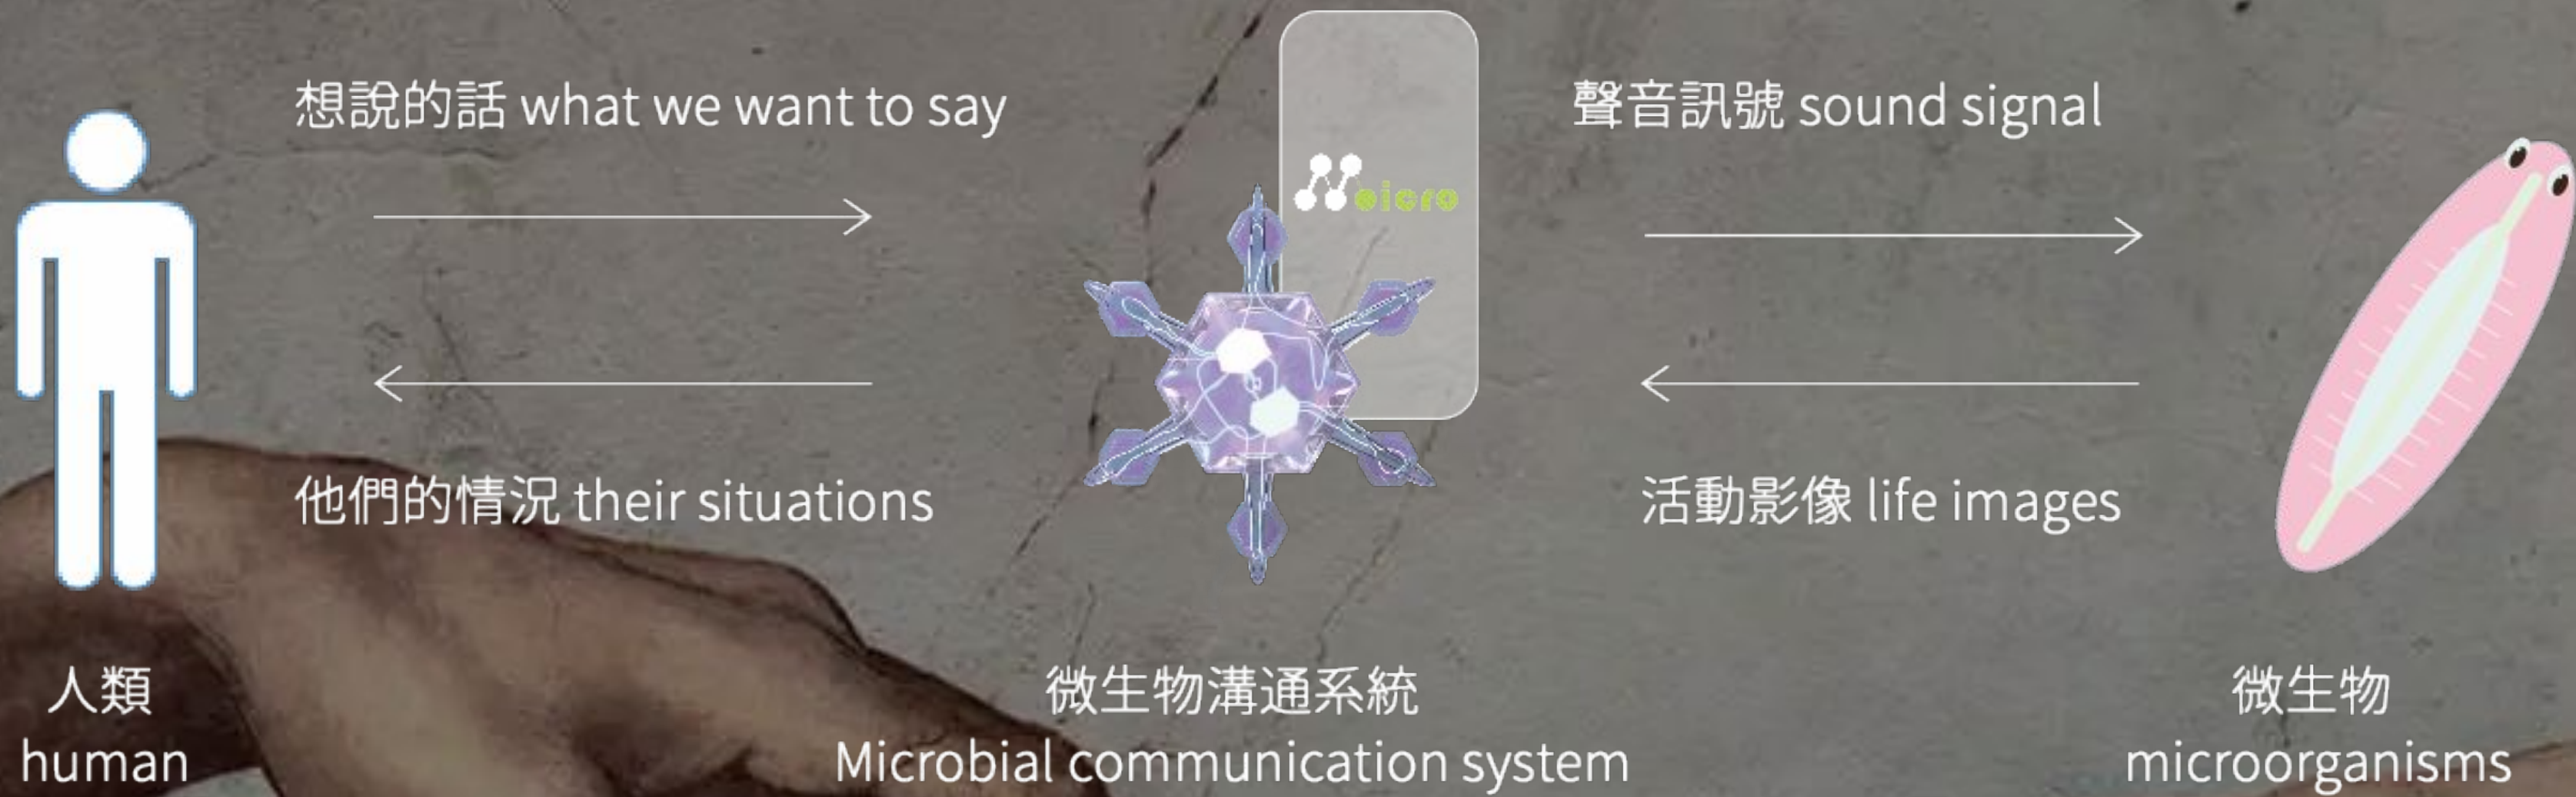 想說的話 what we want to say
聲音訊號 sound signal
他們的情況 their situations
活動影像 life images
人類
human
微生物溝通系統
Microbial communication system
微生物
microorganisms